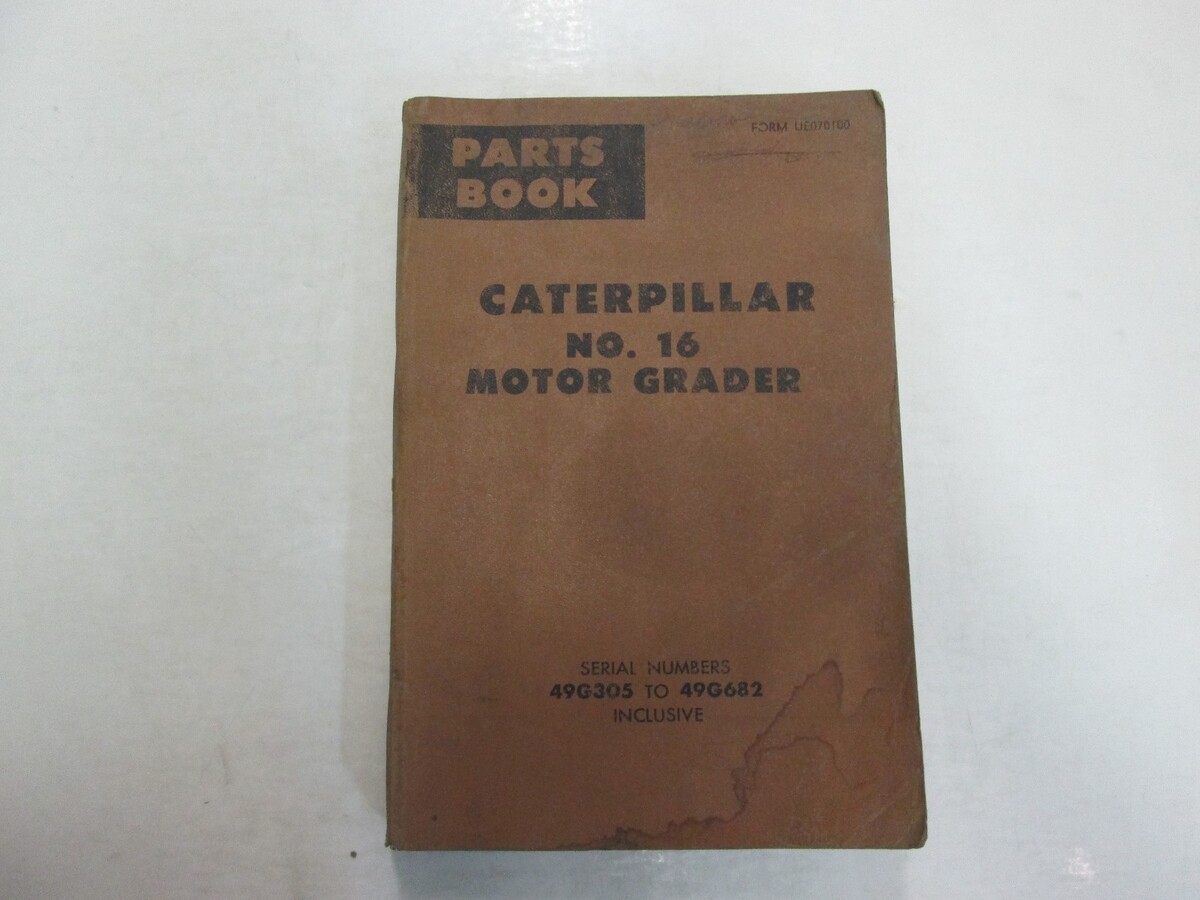 FORM UE070100
PARTS
BOOK
CATERPILLAR
NO. 16
MOTOR GRADER
SERIAL NUMBERS
49G305 TO 49G682
INCLUSIVE